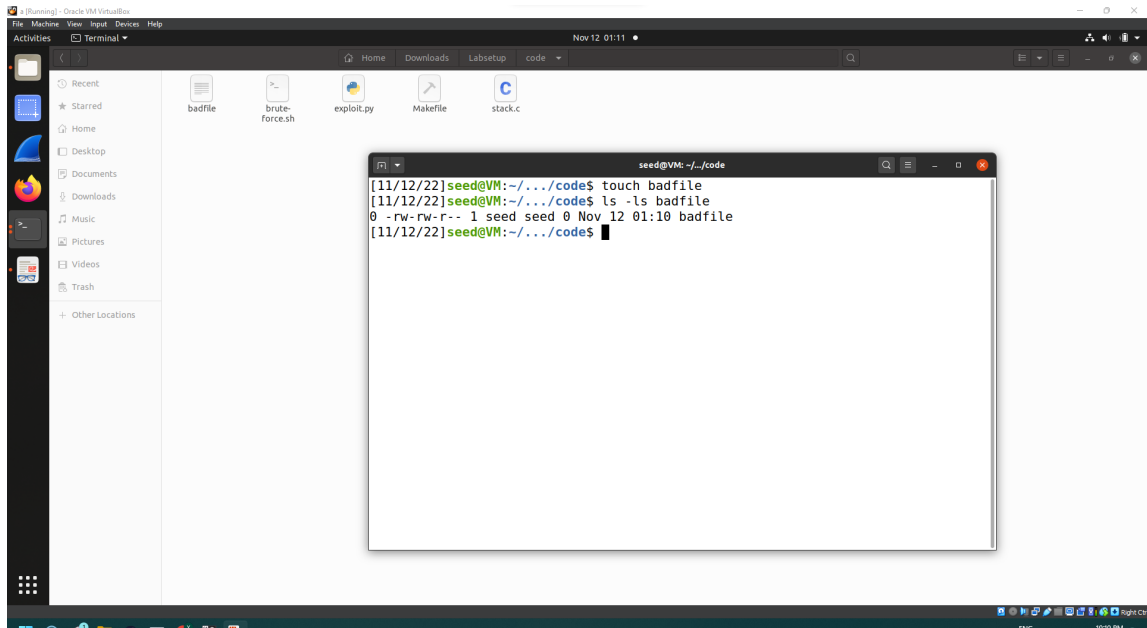 a [Running] - Oracle VM VirtualBox
File Machine View Input Devices Help
Activities Terminal Nov 12 01:11
Home Downloads Labsetup code
Recent
Starred
Home
Desktop
Documents
Downloads
Music
Pictures
Videos
Trash
+ Other Locations
badfile
brute-
force.sh
exploit.py
Makefile
stack.c
seed@VM: ~/.../code
[11/12/22]seed@VM:~/.../code$ touch badfile
[11/12/22]seed@VM:~/.../code$ ls -ls badfile
0 -rw-rw-r-- 1 seed seed 0 Nov 12 01:10 badfile
[11/12/22]seed@VM:~/.../code$
Right Ctrl
ENG